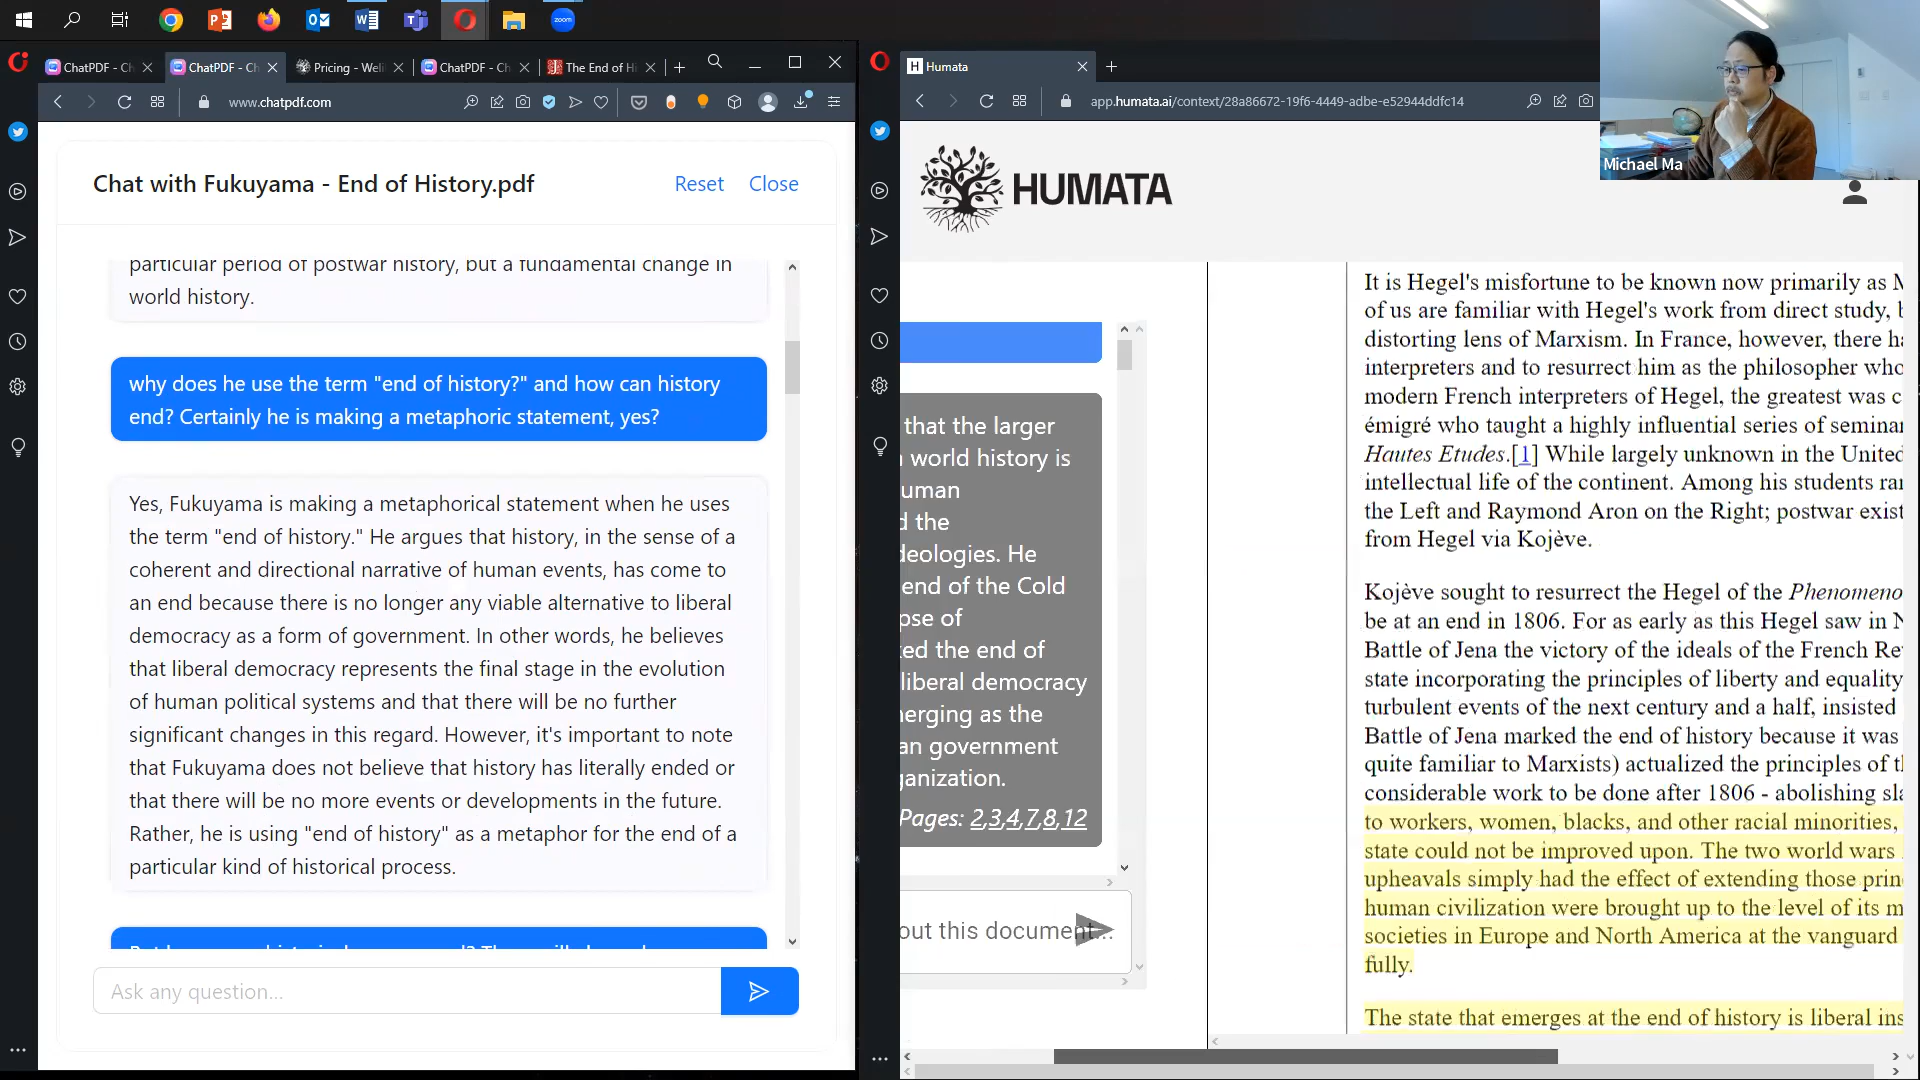 ChatPDF - Ch
ChatPDF - Ch
Pricing - Weli
ChatPDF - Ch
The End of Hi
www.chatpdf.com
Chat with Fukuyama - End of History.pdf
Reset
Close
particular period of postwar history, but a fundamental change in
world history.
why does he use the term "end of history?" and how can history
end? Certainly he is making a metaphoric statement, yes?
Yes, Fukuyama is making a metaphorical statement when he uses
the term "end of history." He argues that history, in the sense of a
coherent and directional narrative of human events, has come to
an end because there is no longer any viable alternative to liberal
democracy as a form of government. In other words, he believes
that liberal democracy represents the final stage in the evolution
of human political systems and that there will be no further
significant changes in this regard. However, it's important to note
that Fukuyama does not believe that history has literally ended or
that there will be no more events or developments in the future.
Rather, he is using "end of history" as a metaphor for the end of a
particular kind of historical process.
Ask any question...
H Humata
app.humata.ai/context/28a86672-19f6-4449-adbe-e52944ddfc14
Michael Ma
HUMATA
that the larger
world history is
uman
d the
deologies. He
end of the Cold
pse of
ked the end of
liberal democracy
nerging as the
an government
ganization.
Pages: 2,3,4,7,8,12
out this document...
It is Hegel's misfortune to be known now primarily as M
of us are familiar with Hegel's work from direct study, b
distorting lens of Marxism. In France, however, there ha
interpreters and to resurrect him as the philosopher who
modern French interpreters of Hegel, the greatest was c
émigré who taught a highly influential series of seminar
Hautes Etudes.[1] While largely unknown in the United
intellectual life of the continent. Among his students ran
the Left and Raymond Aron on the Right; postwar exist
from Hegel via Kojève.
Kojève sought to resurrect the Hegel of the Phenomeno
be at an end in 1806. For as early as this Hegel saw in N
Battle of Jena the victory of the ideals of the French Re
state incorporating the principles of liberty and equality
turbulent events of the next century and a half, insisted
Battle of Jena marked the end of history because it was
quite familiar to Marxists) actualized the principles of th
considerable work to be done after 1806 - abolishing sla
to workers, women, blacks, and other racial minorities,
state could not be improved upon. The two world wars
upheavals simply had the effect of extending those prin
human civilization were brought up to the level of its m
societies in Europe and North America at the vanguard
fully.
The state that emerges at the end of history is liberal ins
zoom